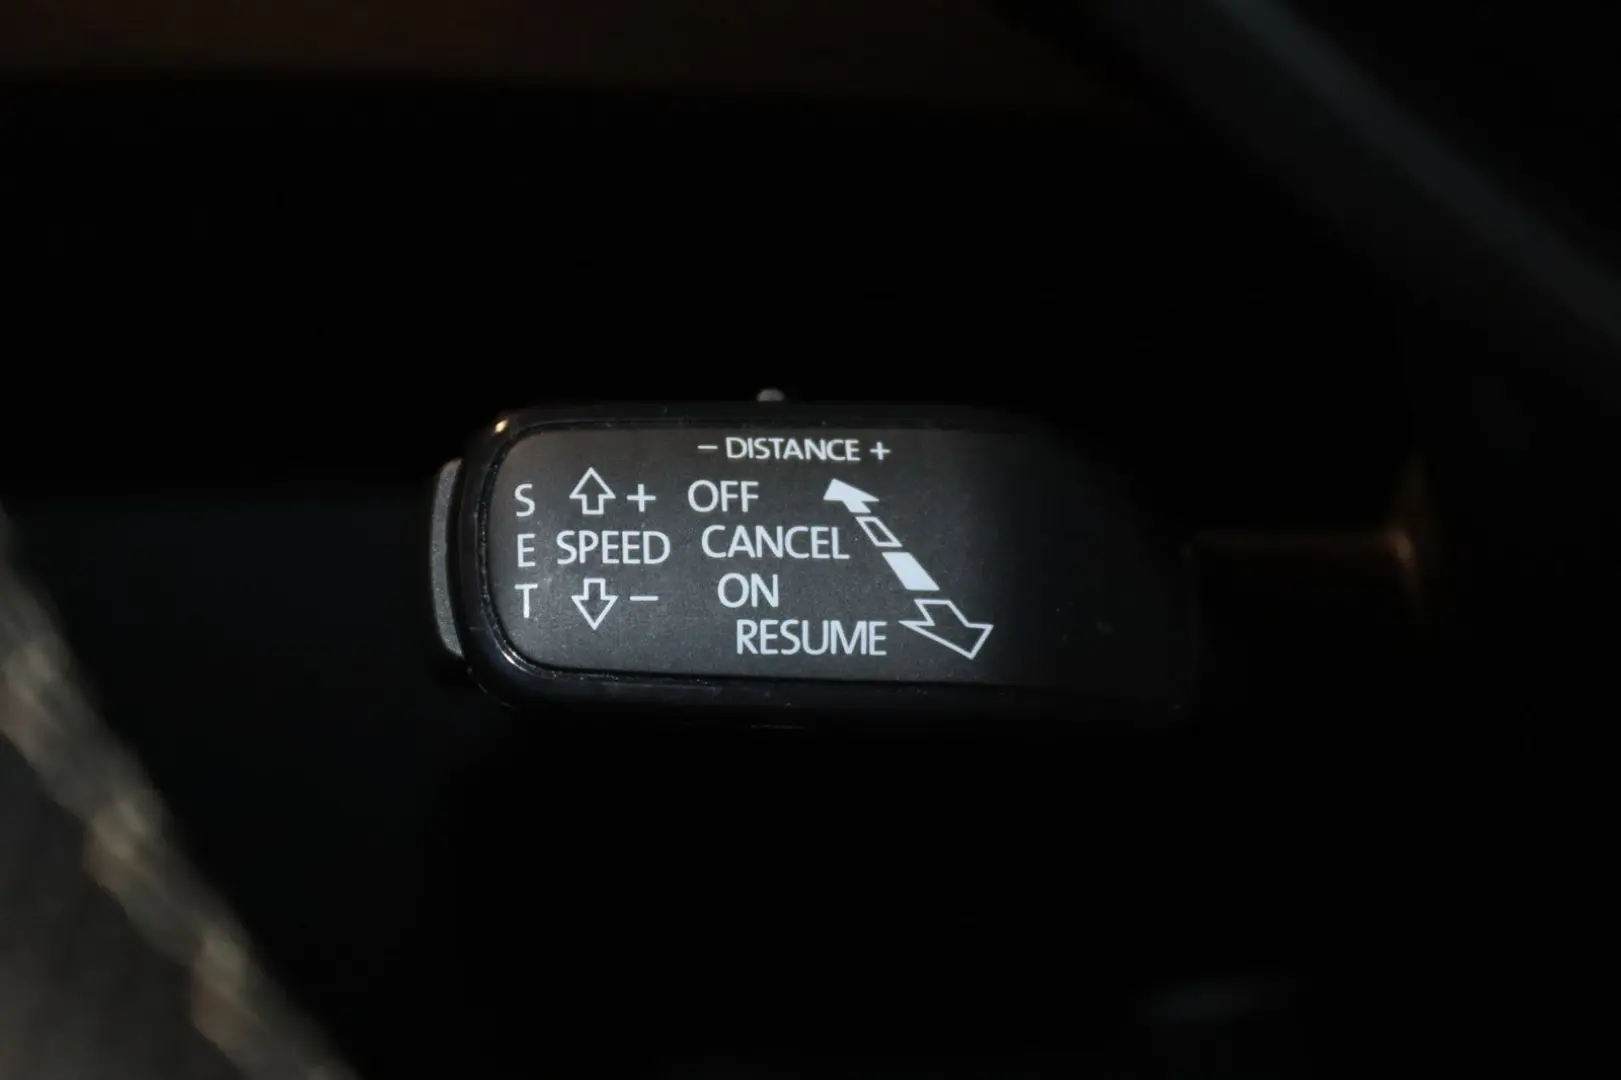 – DISTANCE +
S + OFF
E SPEED CANCEL
T – ON
RESUME